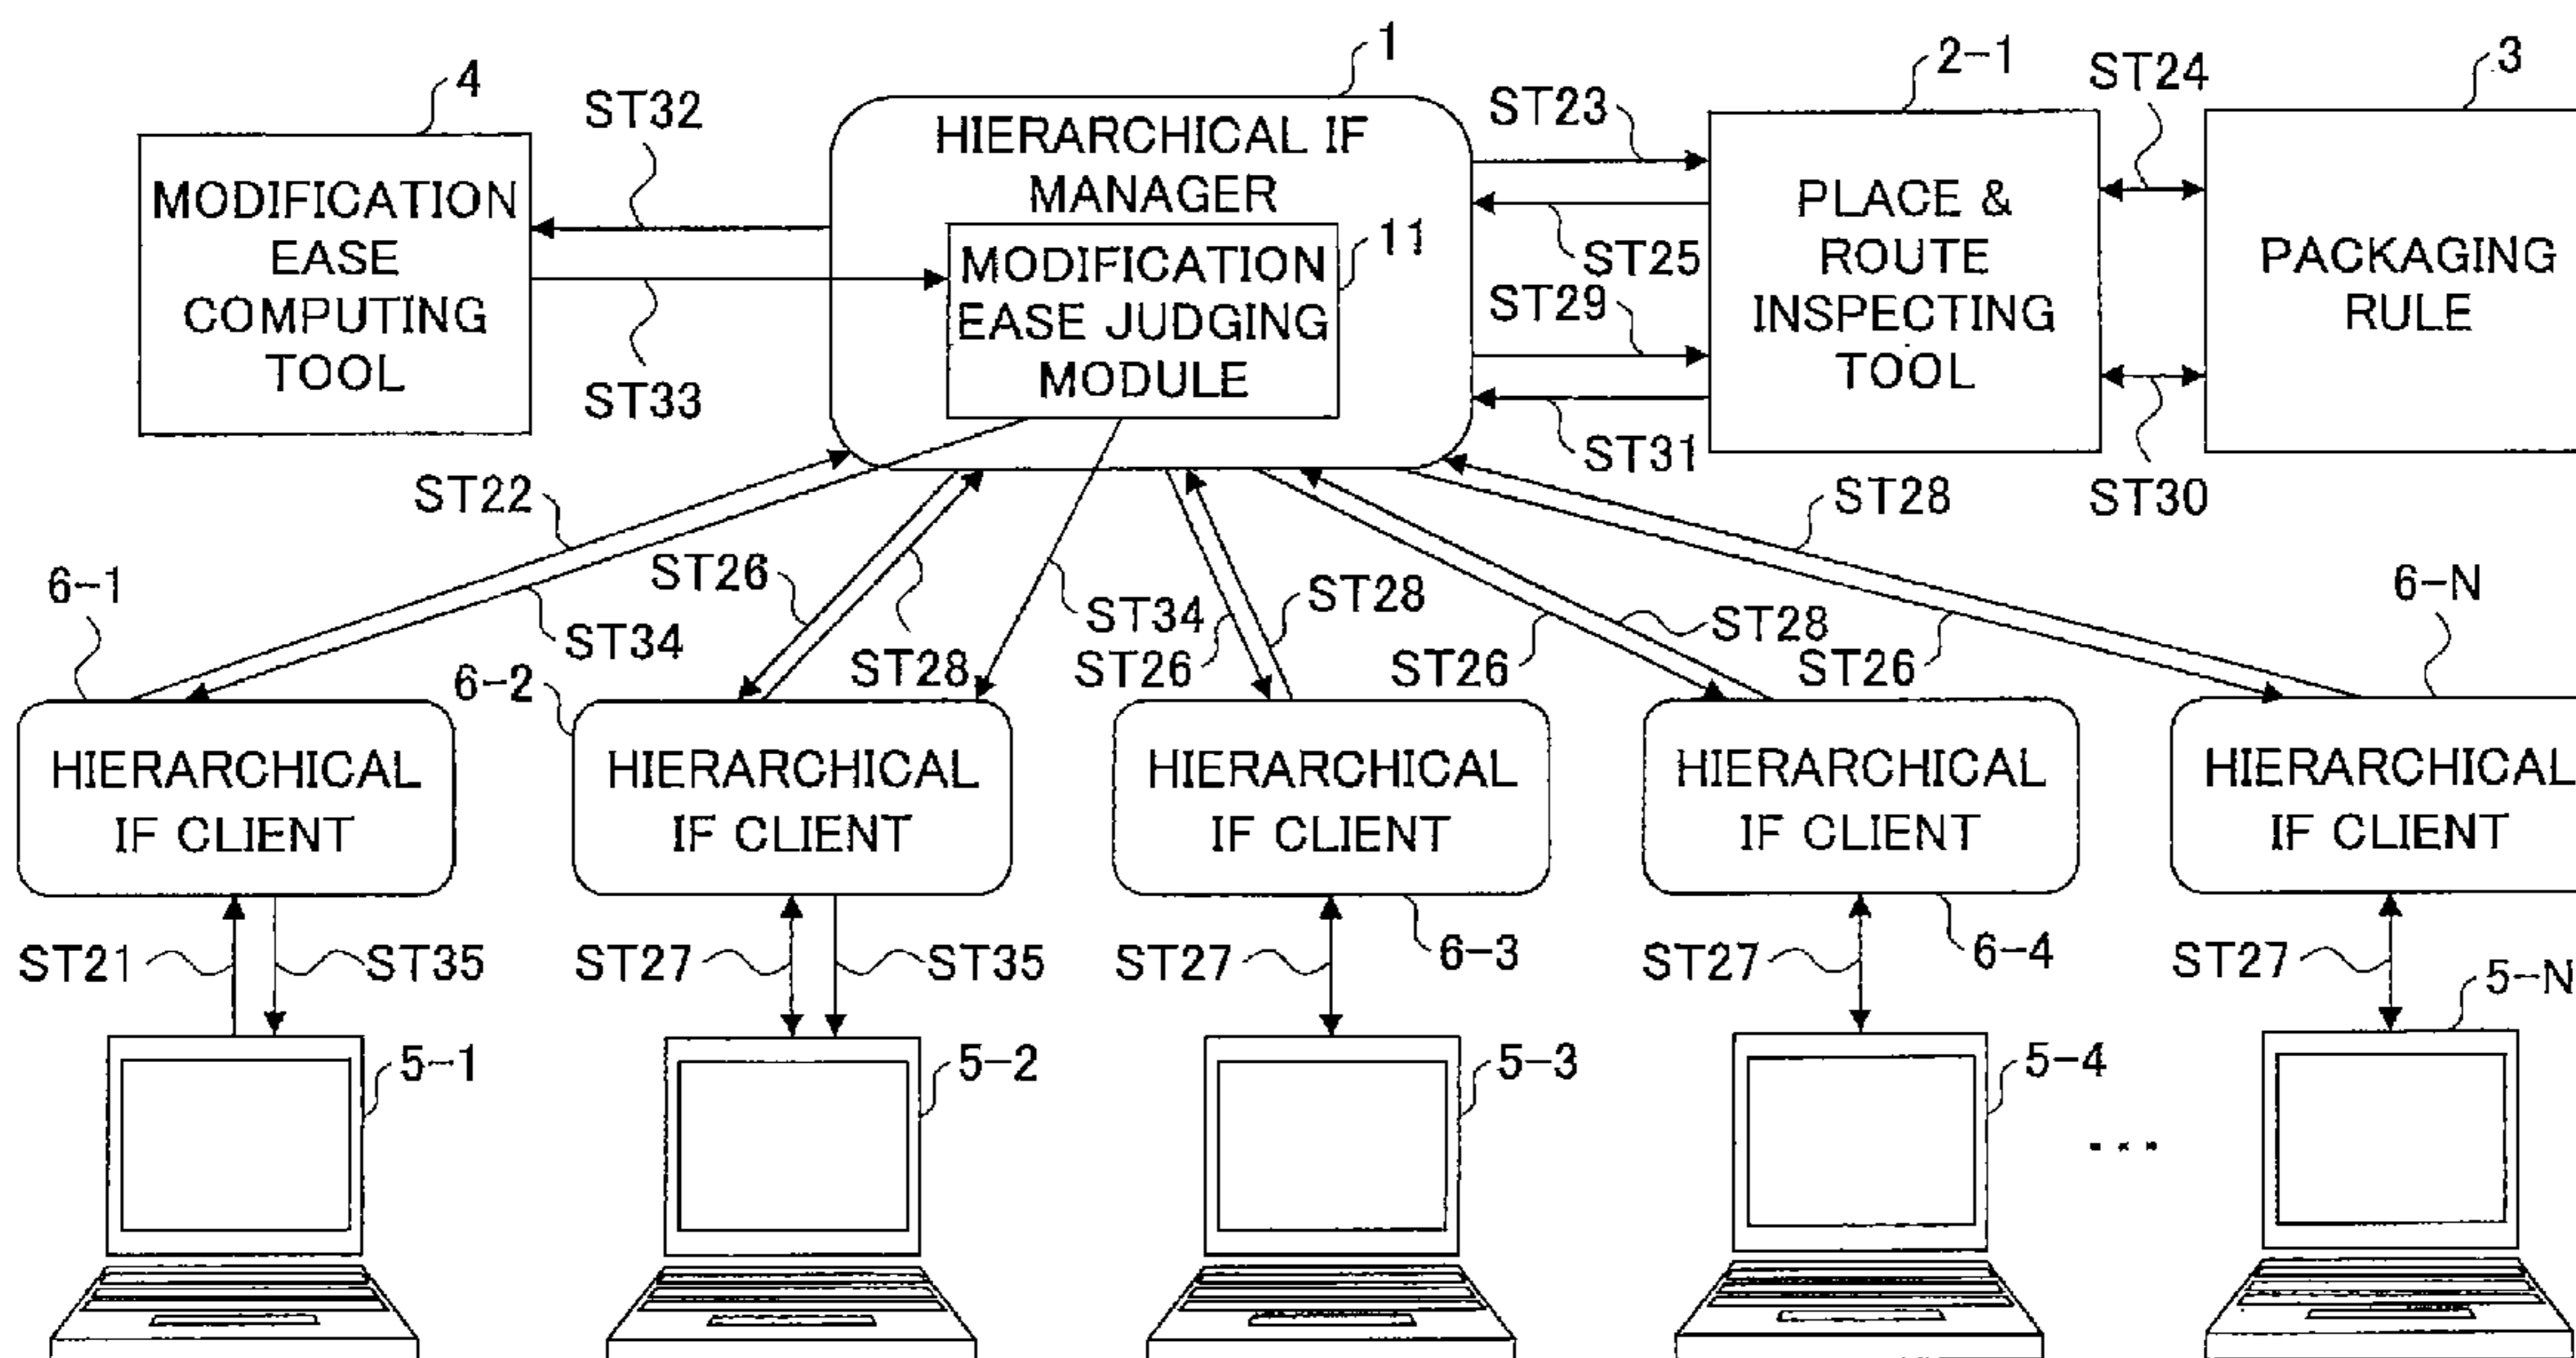 1
2-1
3
4
ST24
ST32
ST23
HIERARCHICAL IF
MANAGER
MODIFICATION
EASE
COMPUTING
TOOL
11
MODIFICATION
EASE JUDGING
MODULE
PLACE &
ROUTE
INSPECTING
TOOL
PACKAGING
RULE
ST25
ST29
ST33
ST31
ST22
ST28
ST30
6-1
ST26
ST34
ST28
6-N
ST34
ST28
ST26
ST26
ST28
ST26
6-2
HIERARCHICAL
IF CLIENT
HIERARCHICAL
IF CLIENT
HIERARCHICAL
IF CLIENT
HIERARCHICAL
IF CLIENT
HIERARCHICAL
IF CLIENT
ST21
ST35
ST27
ST35
ST27
6-3
ST27
6-4
ST27
5-N
5-1
5-2
5-3
5-4
...